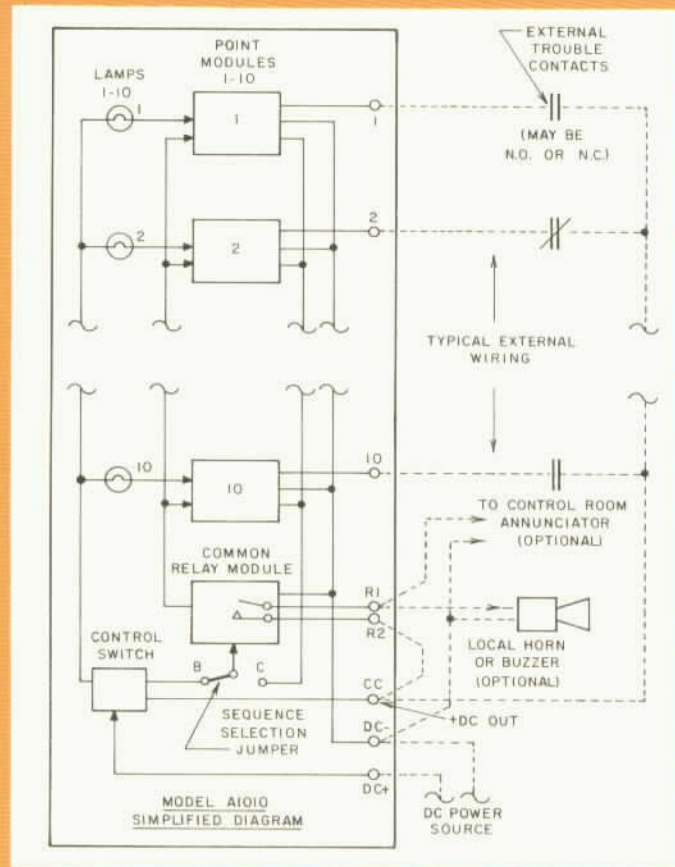 EXTERNAL
TROUBLE
CONTACTS
POINT
MODULES
1-10
LAMPS
1-10
1
1
1
(MAY BE
N.O. OR N.C.)
2
2
2
TYPICAL EXTERNAL
WIRING
10
10
10
TO CONTROL ROOM
ANNUNCIATOR
(OPTIONAL)
COMMON
RELAY MODULE
R1
R2
CONTROL
SWITCH
B
C
LOCAL HORN
OR BUZZER
(OPTIONAL)
CC
+DC OUT
SEQUENCE
SELECTION
JUMPER
DC-
DC+
MODEL A1010
SIMPLIFIED DIAGRAM
DC POWER
SOURCE